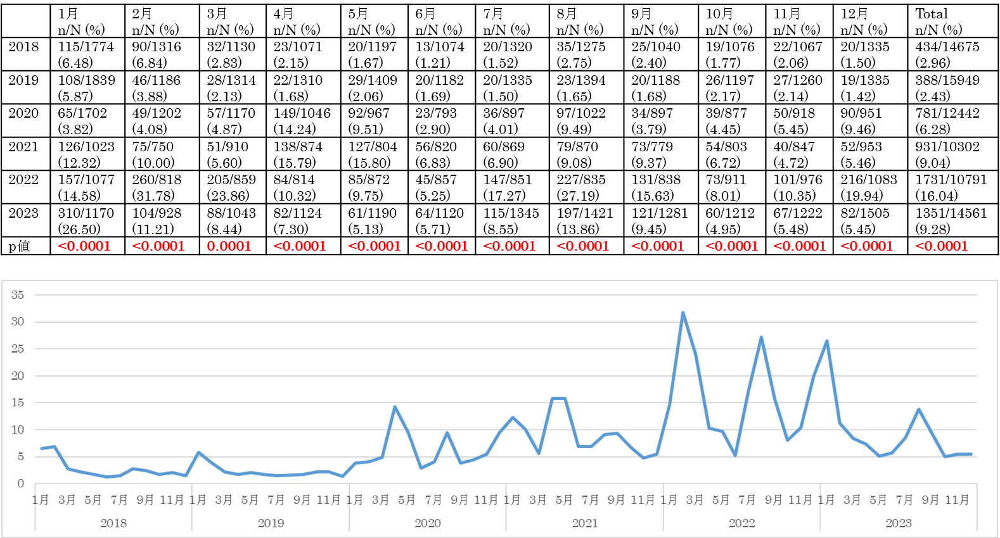 1月 2月 3月 4月 5月 6月 7月 8月 9月 10月 11月 12月 Total
n/N (%) n/N (%) n/N (%) n/N (%) n/N (%) n/N (%) n/N (%) n/N (%) n/N (%) n/N (%) n/N (%) n/N (%) n/N (%)
2018 115/1774 90/1316 32/1130 23/1071 20/1197 13/1074 20/1320 35/1275 25/1040 19/1076 22/1067 20/1335 434/14675
(6.48) (6.84) (2.83) (2.15) (1.67) (1.21) (1.52) (2.75) (2.40) (1.77) (2.06) (1.50) (2.96)
2019 108/1839 46/1186 28/1314 22/1310 29/1409 20/1182 20/1335 23/1394 20/1188 26/1197 27/1260 19/1335 388/15949
(5.87) (3.88) (2.13) (1.68) (2.06) (1.69) (1.50) (1.65) (1.68) (2.17) (2.14) (1.42) (2.43)
2020 65/1702 49/1202 57/1170 149/1046 92/967 23/793 36/897 97/1022 34/897 39/877 50/918 90/951 781/12442
(3.82) (4.08) (4.87) (14.24) (9.51) (2.90) (4.01) (9.49) (3.79) (4.45) (5.45) (9.46) (6.28)
2021 126/1023 75/750 51/910 138/874 127/804 56/820 60/869 79/870 73/779 54/803 40/847 52/953 931/10302
(12.32) (10.00) (5.60) (15.79) (15.80) (6.83) (6.90) (9.08) (9.37) (6.72) (4.72) (5.46) (9.04)
2022 157/1077 260/818 205/859 84/814 85/872 45/857 147/851 227/835 131/838 73/911 101/976 216/1083 1731/10791
(14.58) (31.78) (23.86) (10.32) (9.75) (5.25) (17.27) (27.19) (15.63) (8.01) (10.35) (19.94) (16.04)
2023 310/1170 104/928 88/1043 82/1124 61/1190 64/1120 115/1345 197/1421 121/1281 60/1212 67/1222 82/1505 1351/14561
(26.50) (11.21) (8.44) (7.30) (5.13) (5.71) (8.55) (13.86) (9.45) (4.95) (5.48) (5.45) (9.28)
p値 <0.0001 <0.0001 0.0001 <0.0001 <0.0001 <0.0001 <0.0001 <0.0001 <0.0001 <0.0001 <0.0001 <0.0001 <0.0001
35
30
25
20
15
10
5
0
1月 3月 5月 7月 9月 11月 1月 3月 5月 7月 9月 11月 1月 3月 5月 7月 9月 11月 1月 3月 5月 7月 9月 11月 1月 3月 5月 7月 9月 11月 1月 3月 5月 7月 9月 11月
2018 2019 2020 2021 2022 2023